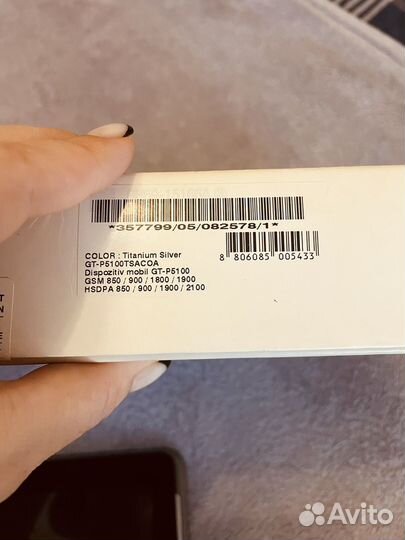 *357799/05/082578/1*
COLOR : Titanium Silver
GT-P5100TSACOA
Dispozitiv mobil GT-P5100
GSM 850 / 900 / 1800 / 1900
HSDPA 850 / 900 / 1900 / 2100
8 806085 005433
Avito